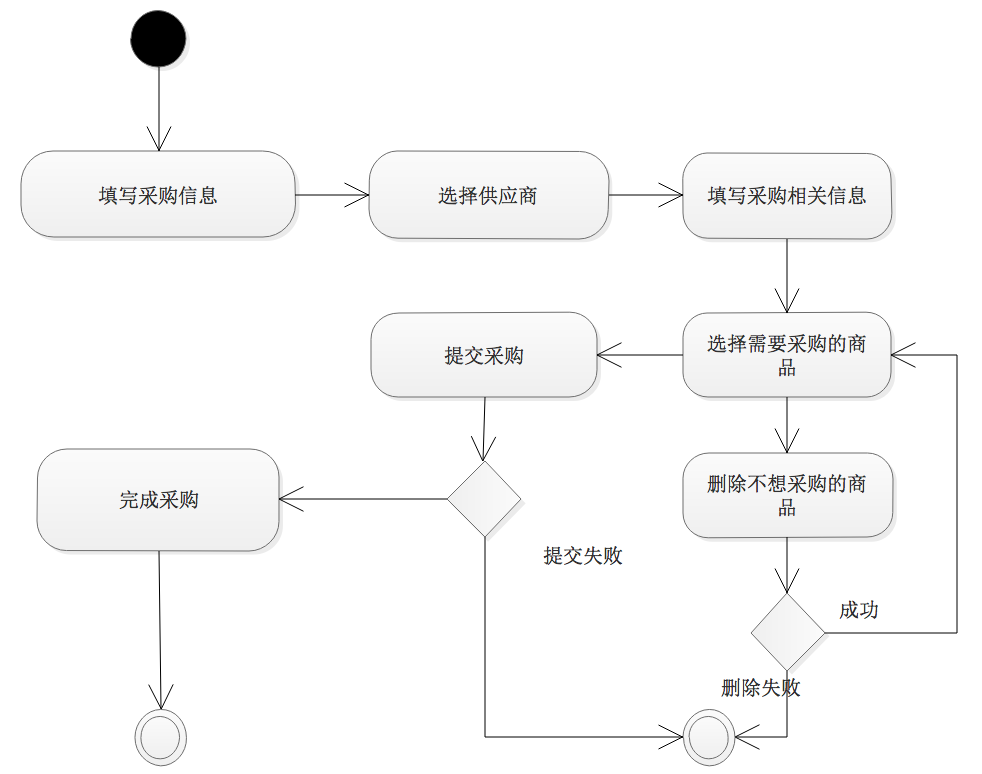 填写采购信息
选择供应商
填写采购相关信息
提交采购
选择需要采购的商
品
完成采购
删除不想采购的商
品
提交失败
成功
删除失败